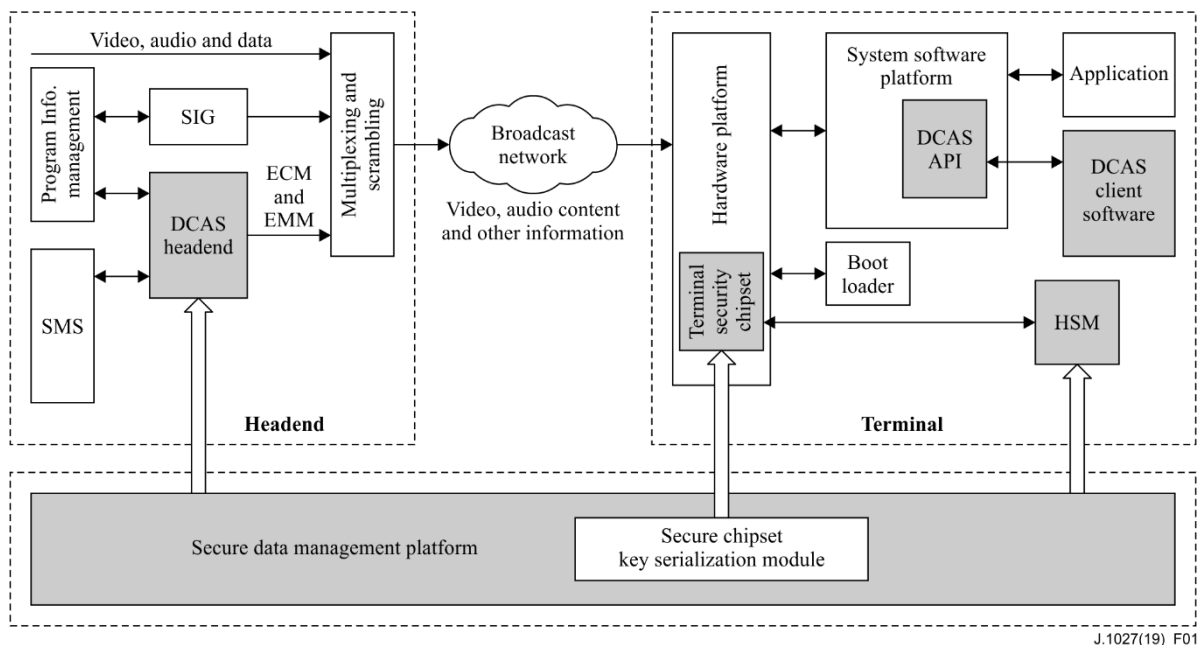 Video, audio and data
Program Info.
management
SIG
SMS
DCAS
headend
ECM
and
EMM
Multiplexing and
scrambling
Headend
Broadcast
network
Video, audio content
and other information
Hardware platform
Terminal
security
chipset
System software
platform
DCAS
API
Application
DCAS
client
software
Boot
loader
HSM
Terminal
Secure data management platform
Secure chipset
key serialization module
J.1027(19)_F01